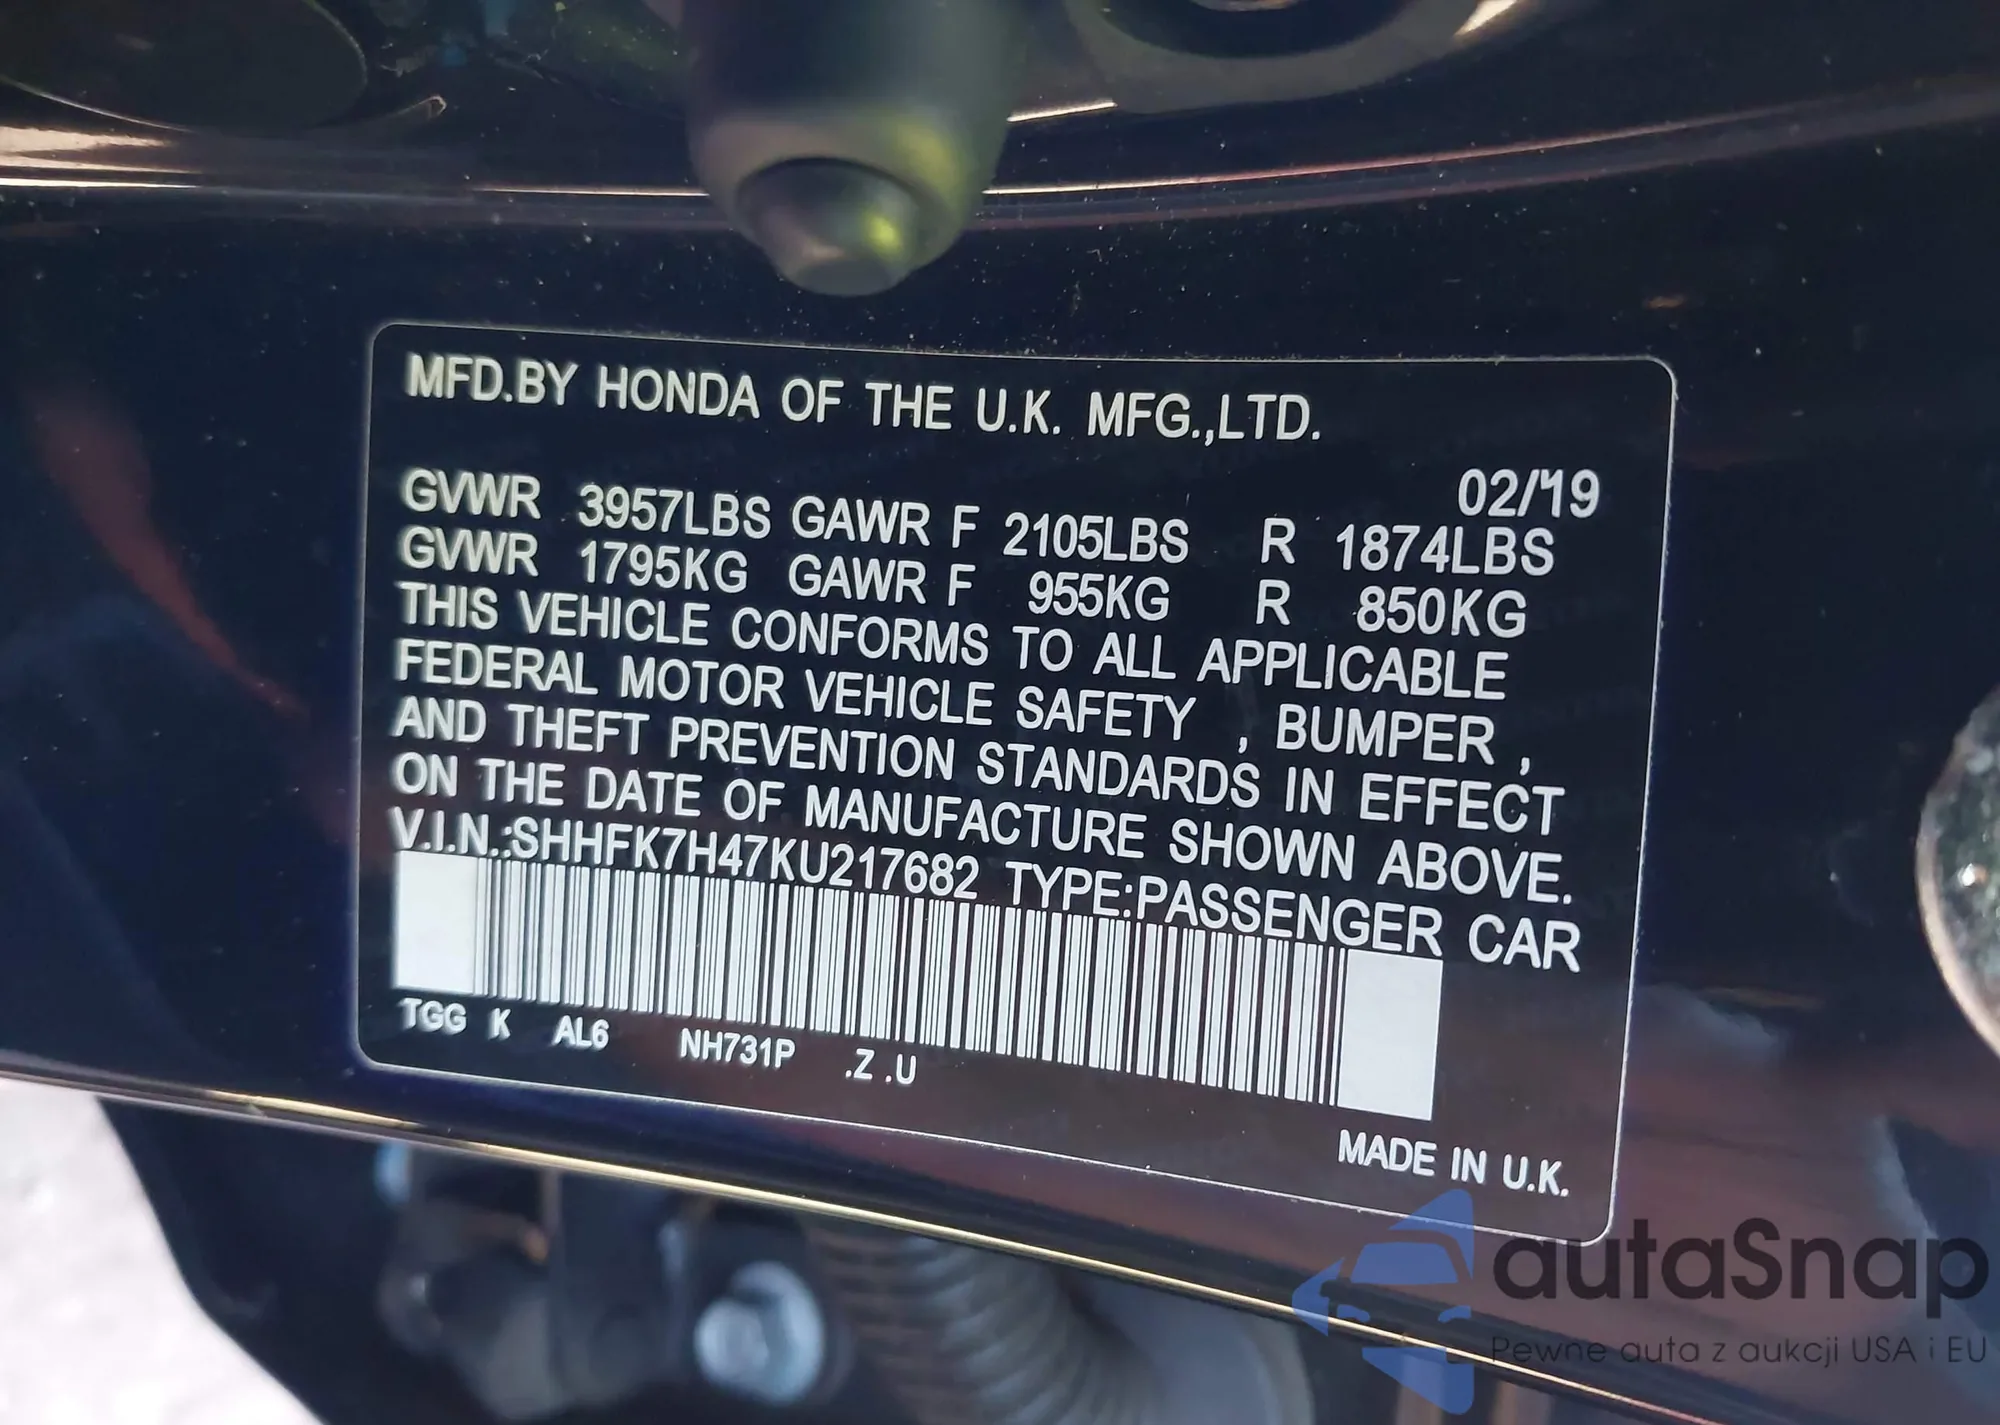 MFD.BY HONDA OF THE U.K. MFG.,LTD.
02/'19
GVWR 3957LBS GAWR F 2105LBS R 1874LBS
GVWR 1795KG GAWR F 955KG R 850KG
THIS VEHICLE CONFORMS TO ALL APPLICABLE
FEDERAL MOTOR VEHICLE SAFETY , BUMPER ,
AND THEFT PREVENTION STANDARDS IN EFFECT
ON THE DATE OF MANUFACTURE SHOWN ABOVE.
V.I.N.:SHHFK7H47KU217682 TYPE:PASSENGER CAR
TGG K AL6 NH731P .Z .U
MADE IN U.K.
autaSnap
Pewne auta z aukcji USA i EU